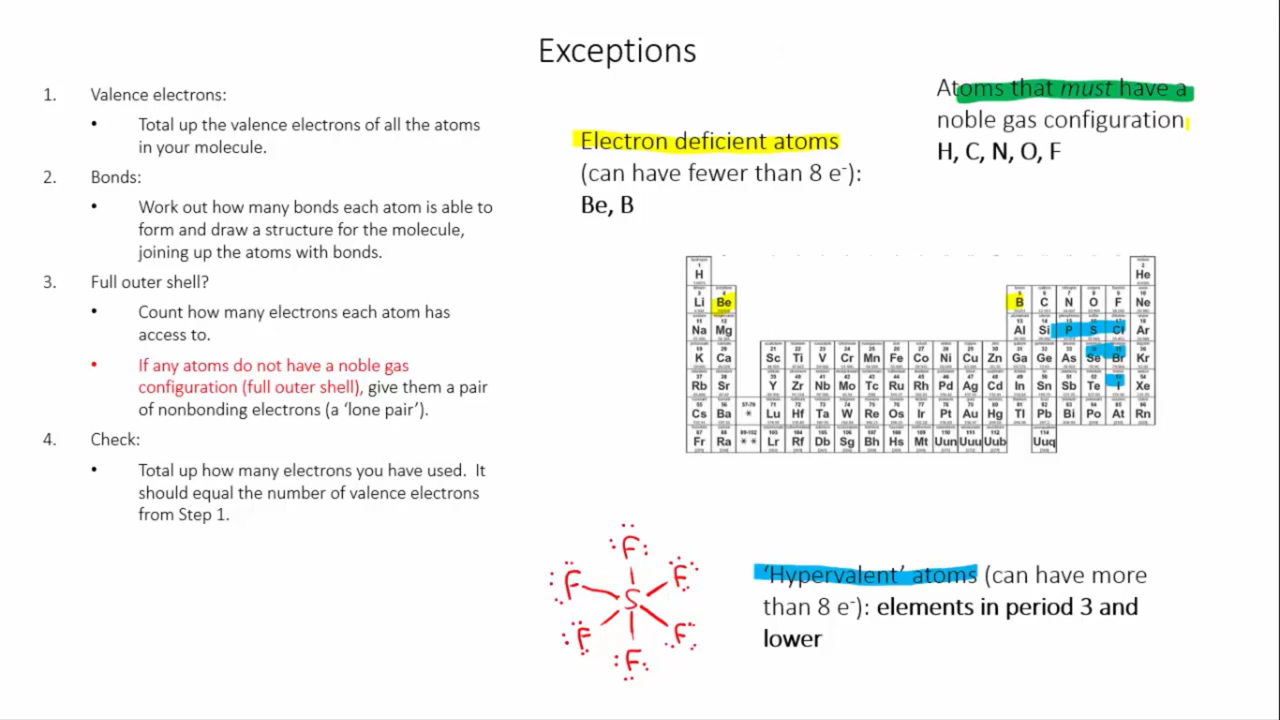 Exceptions
1. Valence electrons:
• Total up the valence electrons of all the atoms
in your molecule.
2. Bonds:
• Work out how many bonds each atom is able to
form and draw a structure for the molecule,
joining up the atoms with bonds.
3. Full outer shell?
• Count how many electrons each atom has
access to.
• If any atoms do not have a noble gas
configuration (full outer shell), give them a pair
of nonbonding electrons (a ‘lone pair’).
4. Check:
• Total up how many electrons you have used. It
should equal the number of valence electrons
from Step 1.
Electron deficient atoms
(can have fewer than 8 e-):
Be, B
Atoms that must have a
noble gas configuration
H, C, N, O, F
H He
Li Be B C N O F Ne
Na Mg Al Si P S Cl Ar
K Ca Sc Ti V Cr Mn Fe Co Ni Cu Zn Ga Ge As Se Br Kr
Rb Sr Y Zr Nb Mo Tc Ru Rh Pd Ag Cd In Sn Sb Te I Xe
Cs Ba 57-70 * Lu Hf Ta W Re Os Ir Pt Au Hg Tl Pb Bi Po At Rn
Fr Ra 89-102 ** Lr Rf Db Sg Bh Hs Mt Uun Uuu Uub Uuq
F
F F
S
F F
F
‘Hypervalent’ atoms (can have more
than 8 e-): elements in period 3 and
lower